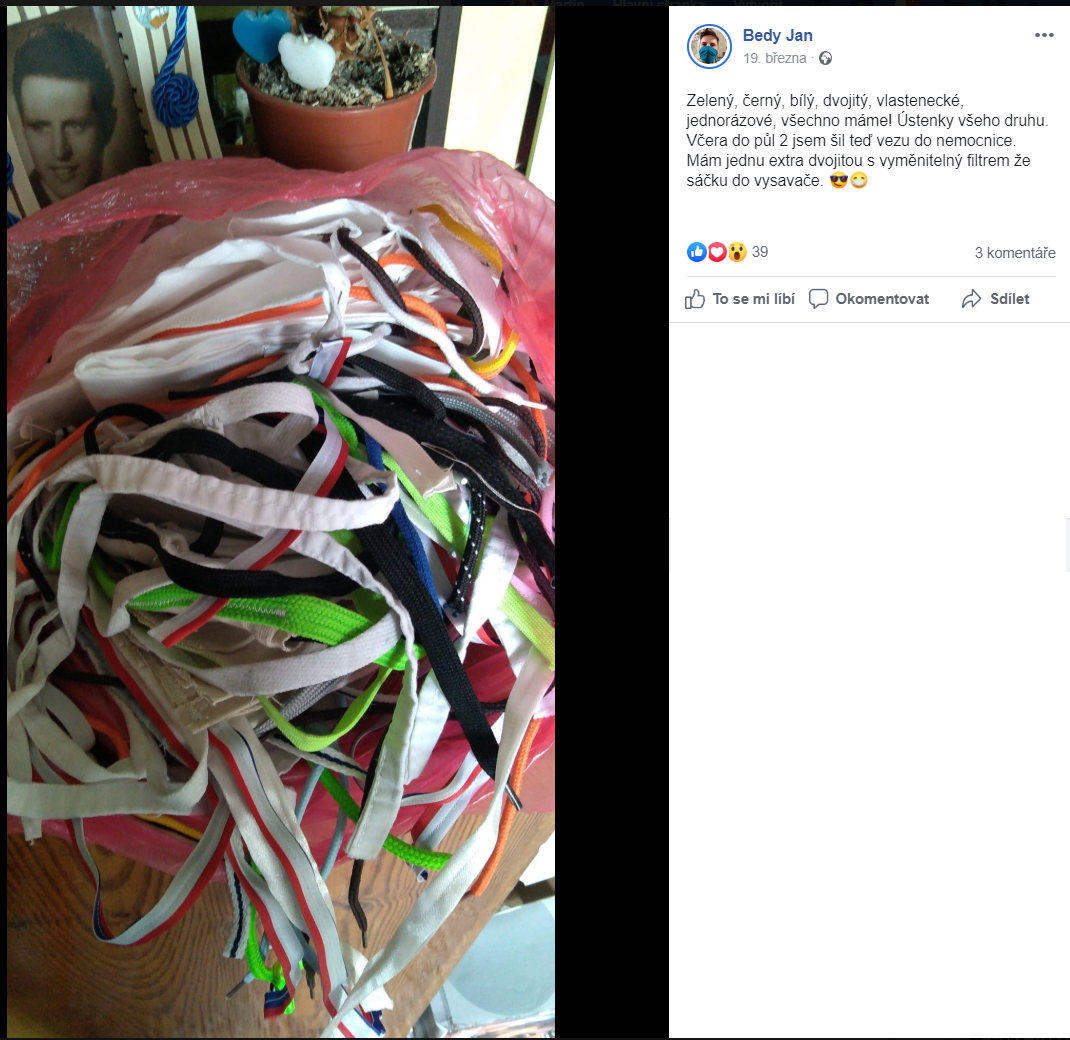 Bedy Jan
19. března ·
Zelený, černý, bílý, dvojitý, vlastenecké,
jednorázové, všechno máme! Ústenky všeho druhu.
Včera do půl 2 jsem šil teď vezu do nemocnice.
Mám jednu extra dvojitou s vyměnitelný filtrem že
sáčku do vysavače. 😎😷
39
3 komentáře
To se mi líbí
Okomentovat
Sdílet